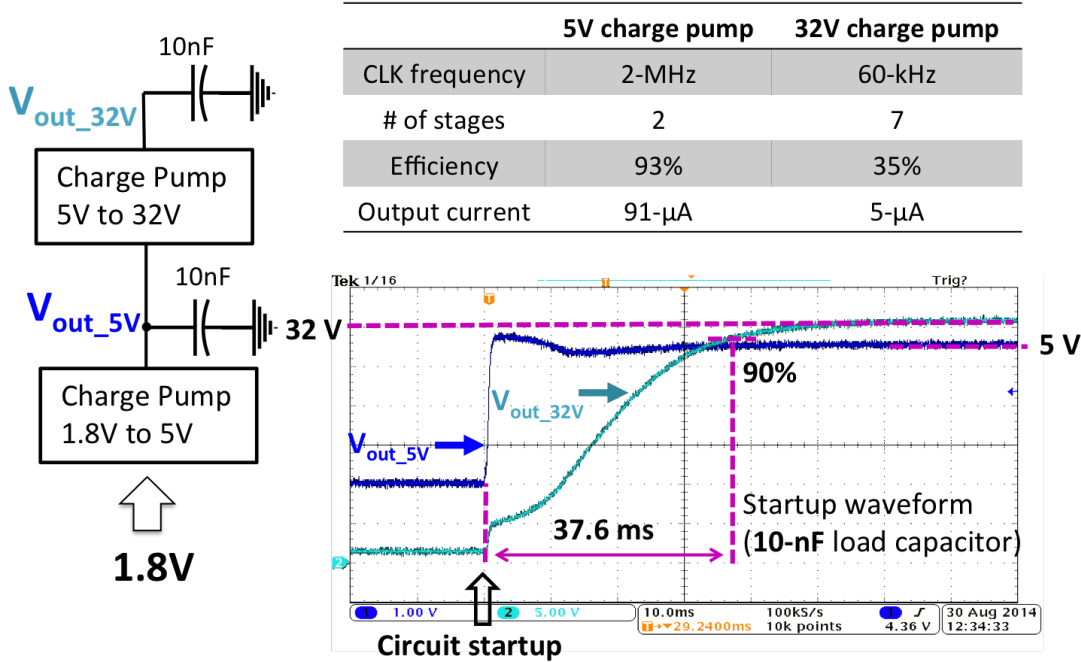 10nF
Vout_32V
Charge Pump
5V to 32V
10nF
Vout_5V
Charge Pump
1.8V to 5V
1.8V
5V charge pump 32V charge pump
CLK frequency 2-MHz 60-kHz
# of stages 2 7
Efficiency 93% 35%
Output current 91-µA 5-µA
Tek 1/16 Trig?
T
T
32 V
5 V
90%
Vout_32V
Vout_5V
37.6 ms
Startup waveform
(10-nF load capacitor)
2
1 1.00 V 2 5.00 V 10.0ms 100kS/s 1 30 Aug 2014
T→▼29.2400ms 10k points 4.36 V 12:34:33
Circuit startup